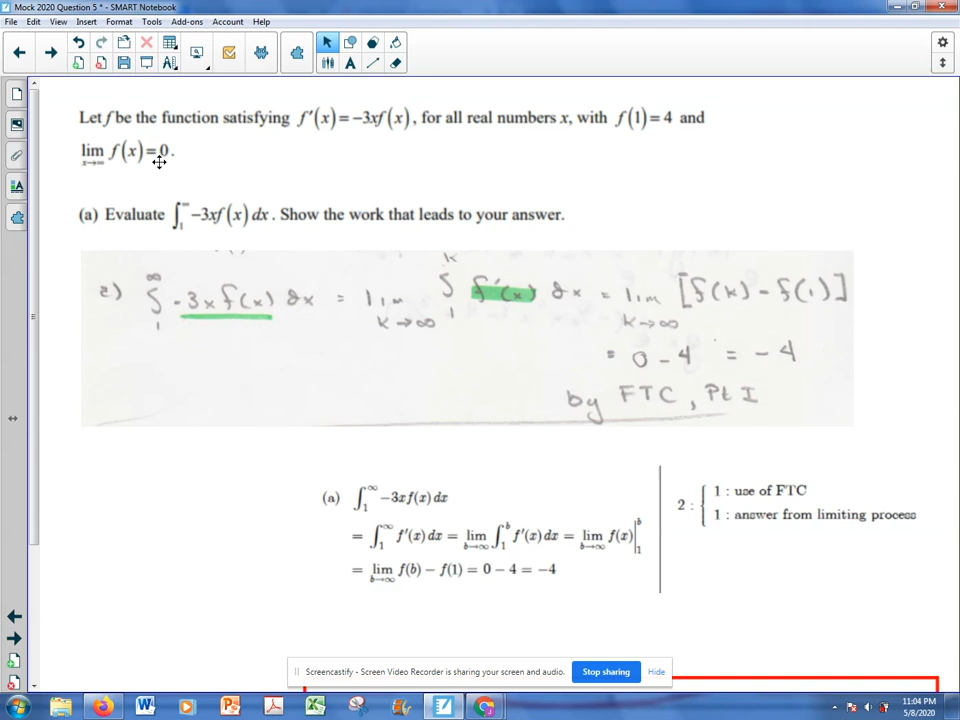 Mock 2020 Question 5 * - SMART Notebook
File Edit View Insert Format Tools Add-ons Account Help
Let f be the function satisfying f'(x)=-3xf(x), for all real numbers x, with f(1)=4 and
lim x→∞ f(x)=0.
(a) Evaluate ∫₁^∞ -3xf(x)dx. Show the work that leads to your answer.
a) ∫₁^∞ -3xf(x) dx = lim k→∞ ∫₁^k f'(x) dx = lim k→∞ [f(k) - f(1)]
= 0 - 4 = -4
by FTC, Pt I
(a) ∫₁^∞ -3xf(x)dx
= ∫₁^∞ f'(x)dx = lim b→∞ ∫₁^b f'(x)dx = lim b→∞ f(x)|₁^b
= lim b→∞ f(b) - f(1) = 0 - 4 = -4
2 : { 1 : use of FTC
1 : answer from limiting process
Screencastify - Screen Video Recorder is sharing your screen and audio. Stop sharing Hide
11:04 PM
5/8/2020